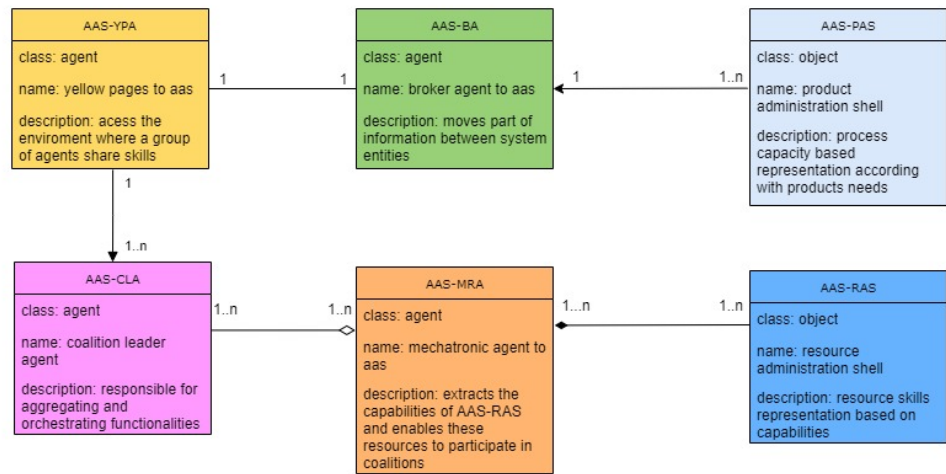 AAS-YPA
class: agent
name: yellow pages to aas
description: acess the
enviroment where a group
of agents share skills
1
1
AAS-BA
class: agent
name: broker agent to aas
description: moves part of
information between system
entities
1
1..n
AAS-PAS
class: object
name: product
administration shell
description: process
capacity based
representation according
with products needs
1
1..n
AAS-CLA
class: agent
name: coalition leader
agent
description: responsible for
aggregating and
orchestrating functionalities
1..n
1..n
AAS-MRA
class: agent
name: mechatronic agent to
aas
description: extracts the
capabilities of AAS-RAS
and enables these
resources to participate in
coalitions
1...n
1..n
AAS-RAS
class: object
name: resource
administration shell
description: resource skills
representation based on
capabilities